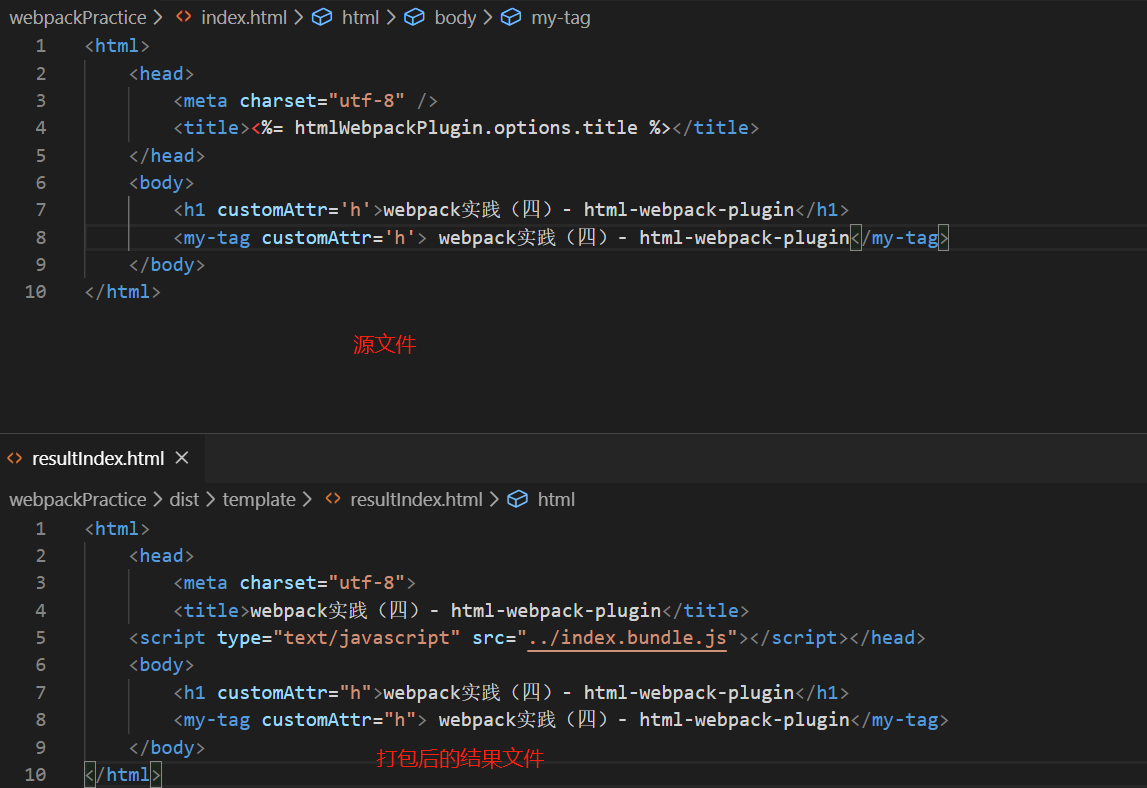 webpackPractice > <> index.html > html > body > my-tag
1 <html>
2 <head>
3 <meta charset="utf-8" />
4 <title><%= htmlWebpackPlugin.options.title %></title>
5 </head>
6 <body>
7 <h1 customAttr='h'>webpack实践（四）- html-webpack-plugin</h1>
8 <my-tag customAttr='h'> webpack实践（四）- html-webpack-plugin</my-tag>
9 </body>
10 </html>
源文件
<> resultIndex.html ×
webpackPractice > dist > template > <> resultIndex.html > html
1 <html>
2 <head>
3 <meta charset="utf-8">
4 <title>webpack实践（四）- html-webpack-plugin</title>
5 <script type="text/javascript" src="../index.bundle.js"></script></head>
6 <body>
7 <h1 customAttr="h">webpack实践（四）- html-webpack-plugin</h1>
8 <my-tag customAttr="h"> webpack实践（四）- html-webpack-plugin</my-tag>
9 </body>
打包后的结果文件
10 </html>